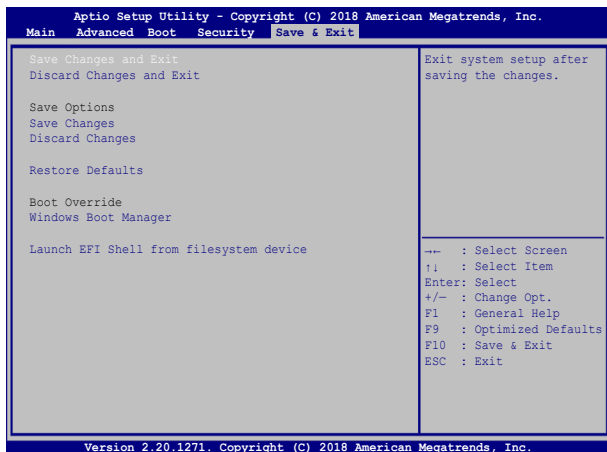 Aptio Setup Utility - Copyright (C) 2018 American Megatrends, Inc.
Main Advanced Boot Security Save & Exit
Save Changes and Exit
Discard Changes and Exit
Save Options
Save Changes
Discard Changes
Restore Defaults
Boot Override
Windows Boot Manager
Launch EFI Shell from filesystem device
Exit system setup after
saving the changes.
→← : Select Screen
↑↓ : Select Item
Enter: Select
+/— : Change Opt.
F1 : General Help
F9 : Optimized Defaults
F10 : Save & Exit
ESC : Exit
Version 2.20.1271. Copyright (C) 2018 American Megatrends, Inc.